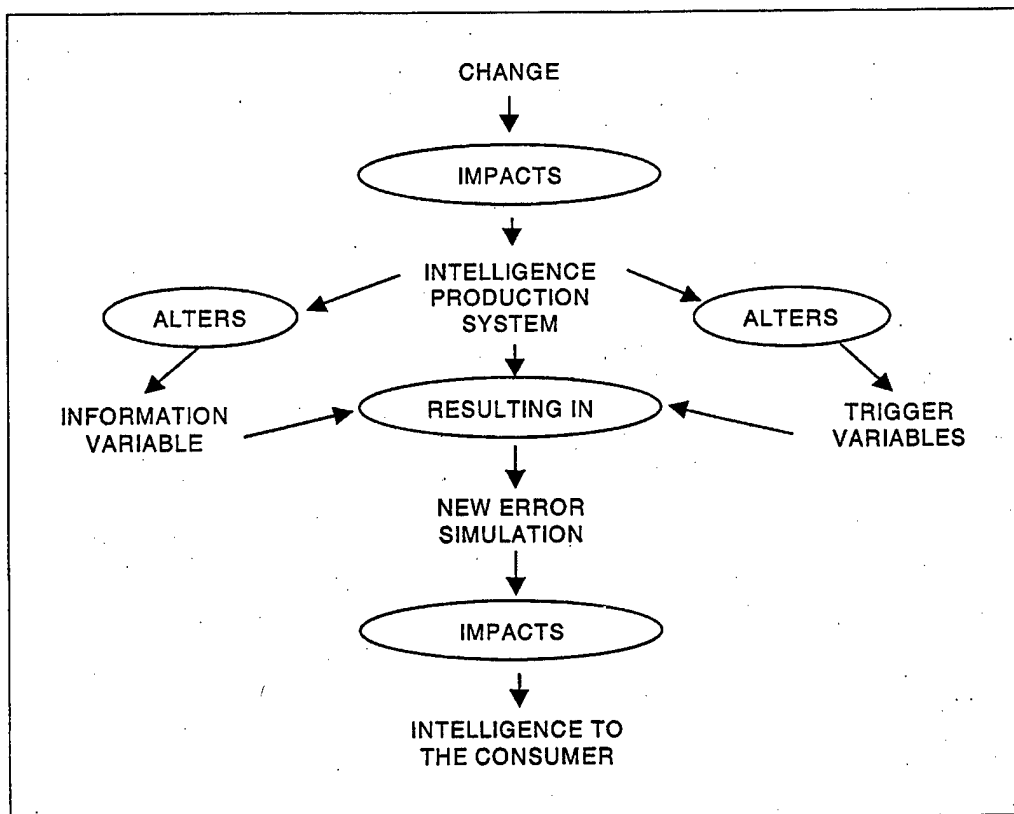 CHANGE
IMPACTS
INTELLIGENCE
PRODUCTION
SYSTEM
ALTERS
ALTERS
INFORMATION
VARIABLE
RESULTING IN
TRIGGER
VARIABLES
NEW ERROR
SIMULATION
IMPACTS
INTELLIGENCE TO
THE CONSUMER